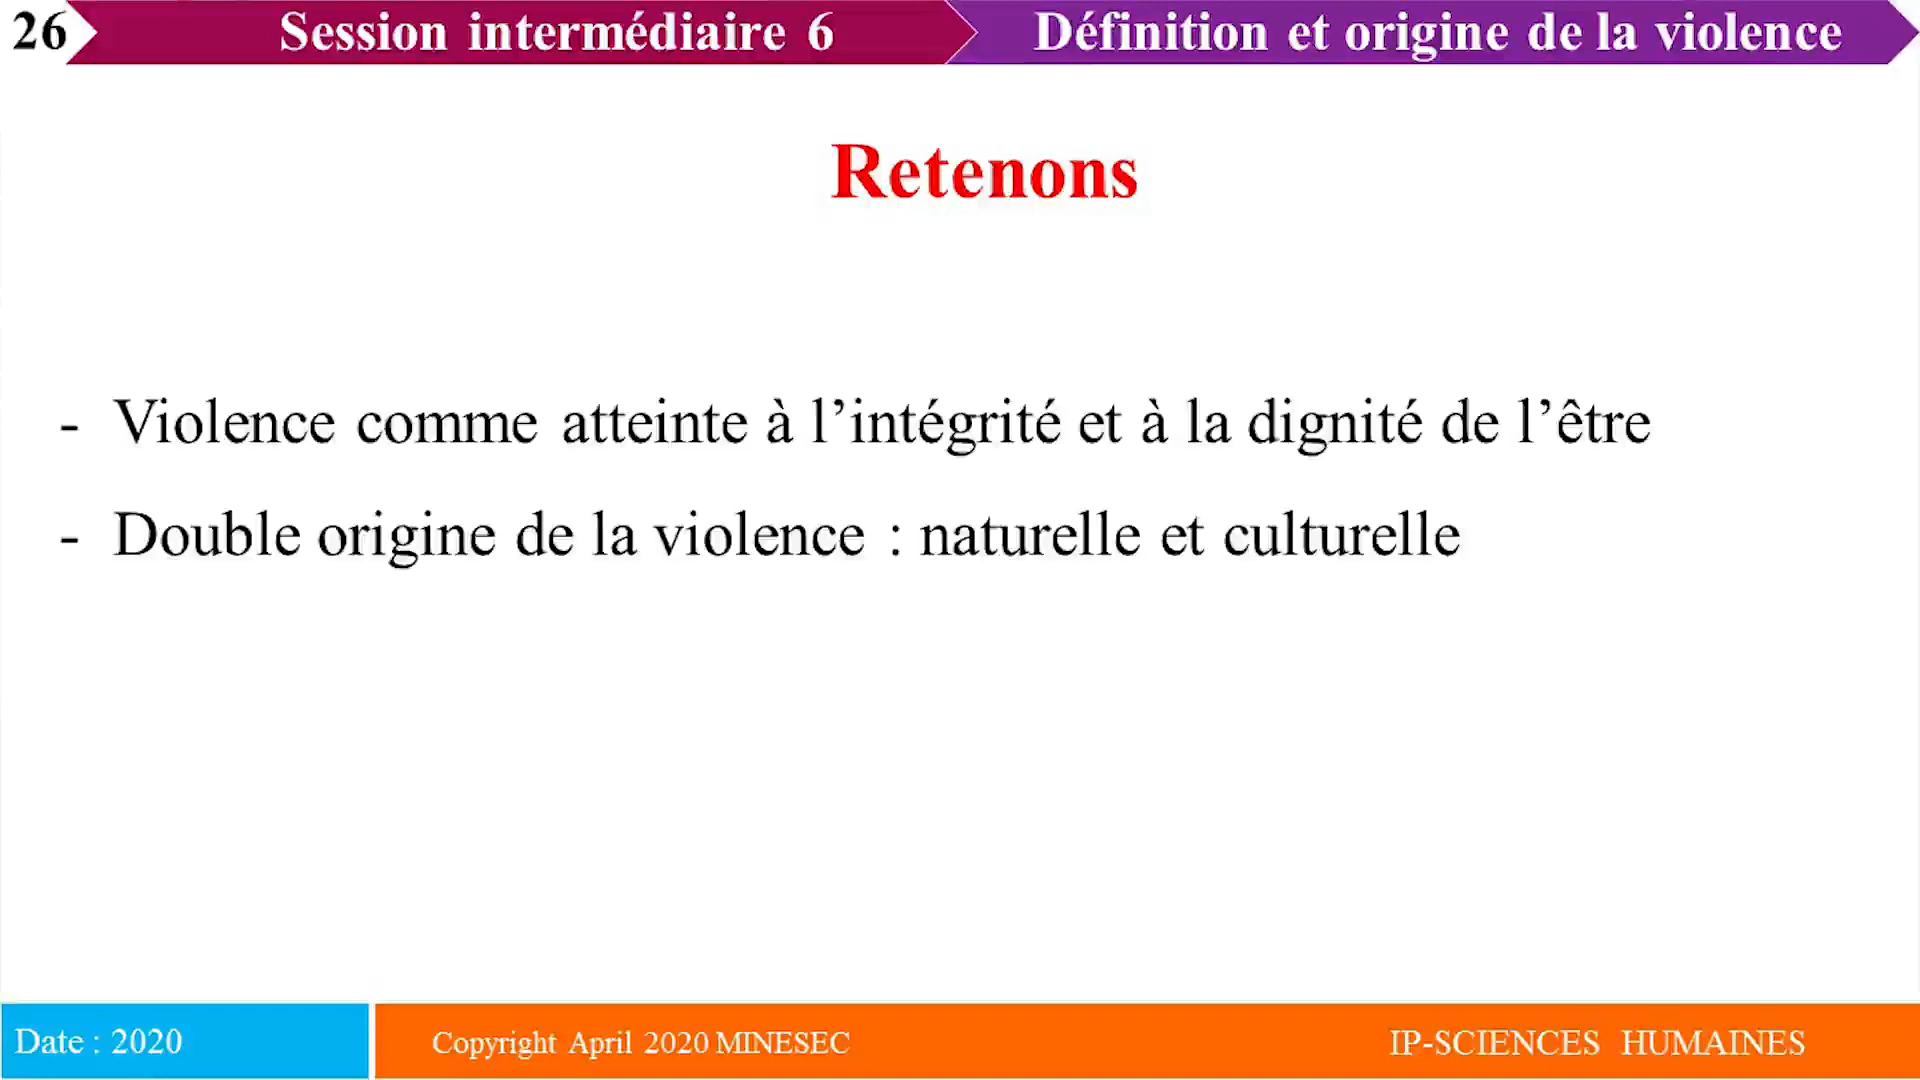 26
Session intermédiaire 6
Définition et origine de la violence
Retenons
- Violence comme atteinte à l’intégrité et à la dignité de l’être
- Double origine de la violence : naturelle et culturelle
Date : 2020
Copyright April 2020 MINESEC
IP-SCIENCES HUMAINES